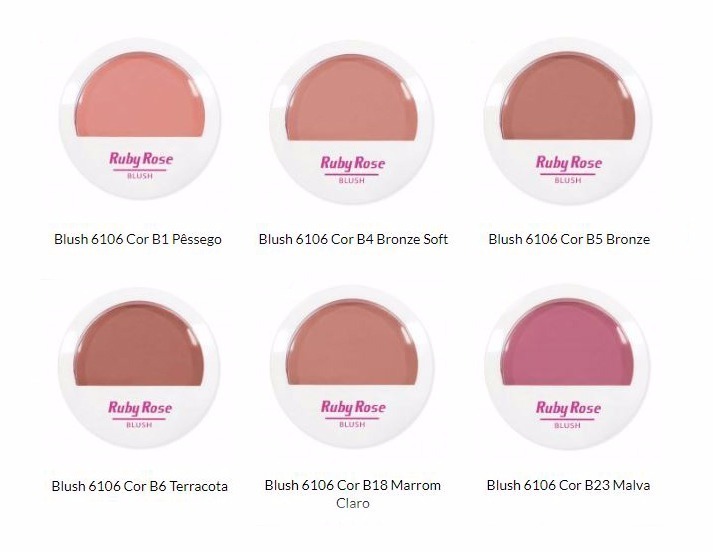 Ruby Rose
BLUSH
Ruby Rose
BLUSH
Ruby Rose
BLUSH
Blush 6106 Cor B1 Pêssego
Blush 6106 Cor B4 Bronze Soft
Blush 6106 Cor B5 Bronze
Ruby Rose
BLUSH
Ruby Rose
BLUSH
Ruby Rose
BLUSH
Blush 6106 Cor B6 Terracota
Blush 6106 Cor B18 Marrom
Claro
Blush 6106 Cor B23 Malva